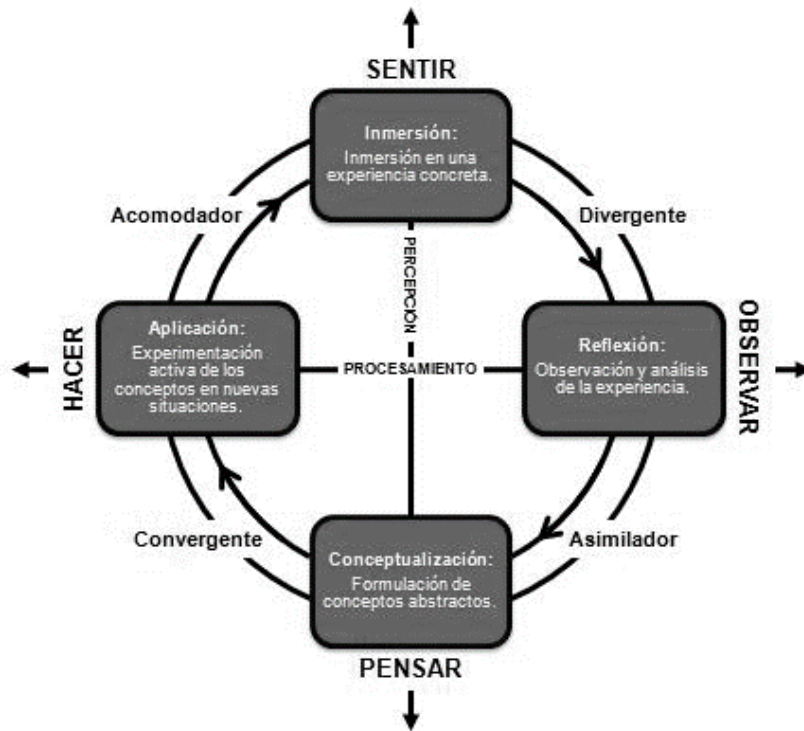 SENTIR
Inmersión:
Inmersión en una
experiencia concreta.
Acomodador
Divergente
PERCEPCIÓN
HACER
Aplicación:
Experimentación
activa de los
conceptos en nuevas
situaciones.
PROCESAMIENTO
Reflexión:
Observación y análisis
de la experiencia.
OBSERVAR
Convergente
Asimilador
Conceptualización:
Formulación de
conceptos abstractos.
PENSAR